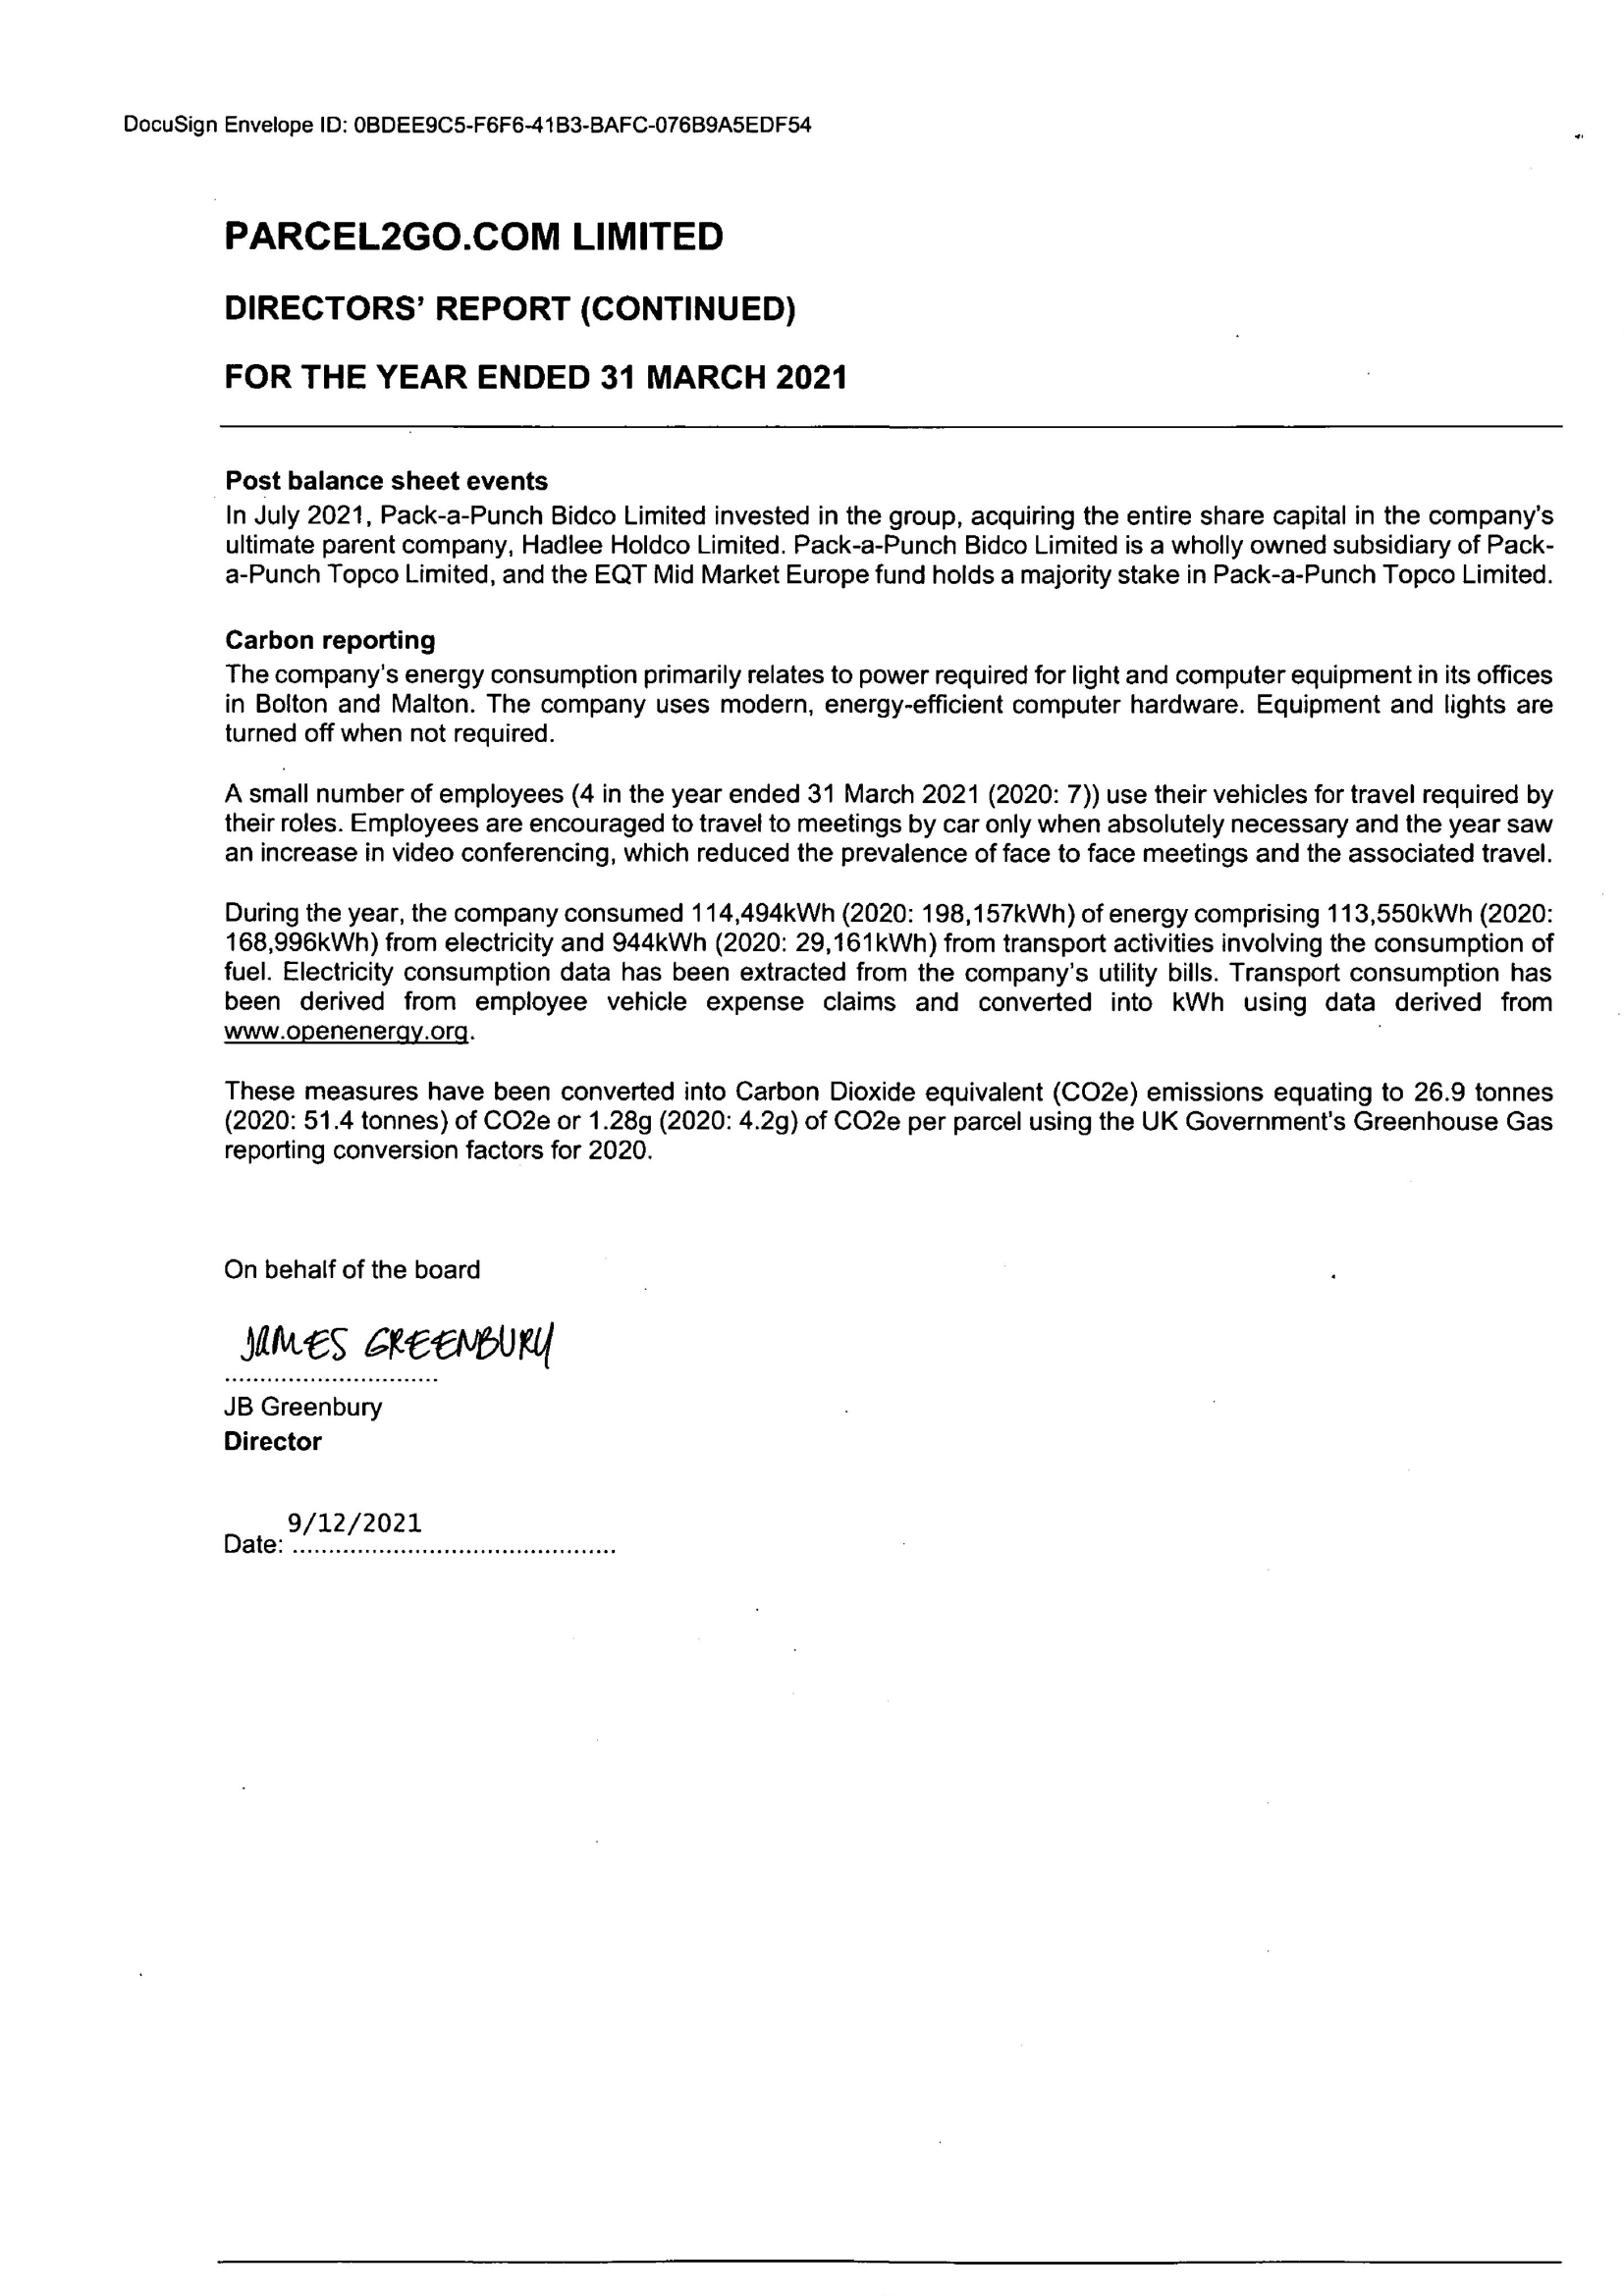 DocuSign Envelope ID: 0BDEE9C5-F6F6-41B3-BAFC-076B9A5EDF54
PARCEL2GO.COM LIMITED
DIRECTORS' REPORT (CONTINUED)
FOR THE YEAR ENDED 31 MARCH 2021
Post balance sheet events
In July 2021, Pack-a-Punch Bidco Limited invested in the group, acquiring the entire share capital in the company's
ultimate parent company, Hadlee Holdco Limited. Pack-a-Punch Bidco Limited is a wholly owned subsidiary of Pack-
a-Punch Topco Limited, and the EQT Mid Market Europe fund holds a majority stake in Pack-a-Punch Topco Limited.
Carbon reporting
The company's energy consumption primarily relates to power required for light and computer equipment in its offices
in Bolton and Malton. The company uses modern, energy-efficient computer hardware. Equipment and lights are
turned off when not required.
A small number of employees (4 in the year ended 31 March 2021 (2020: 7)) use their vehicles for travel required by
their roles. Employees are encouraged to travel to meetings by car only when absolutely necessary and the year saw
an increase in video conferencing, which reduced the prevalence of face to face meetings and the associated travel.
During the year, the company consumed 114,494kWh (2020: 198,157kWh) of energy comprising 113,550kWh (2020:
168,996kWh) from electricity and 944kWh (2020: 29,161kWh) from transport activities involving the consumption of
fuel. Electricity consumption data has been extracted from the company's utility bills. Transport consumption has
been derived from employee vehicle expense claims and converted into kWh using data derived from
www.openenergy.org.
These measures have been converted into Carbon Dioxide equivalent (CO2e) emissions equating to 26.9 tonnes
(2020: 51.4 tonnes) of CO2e or 1.28g (2020: 4.2g) of CO2e per parcel using the UK Government's Greenhouse Gas
reporting conversion factors for 2020.
On behalf of the board
JAMES GREENBURY
JB Greenbury
Director
9/12/2021
Date: .............................................